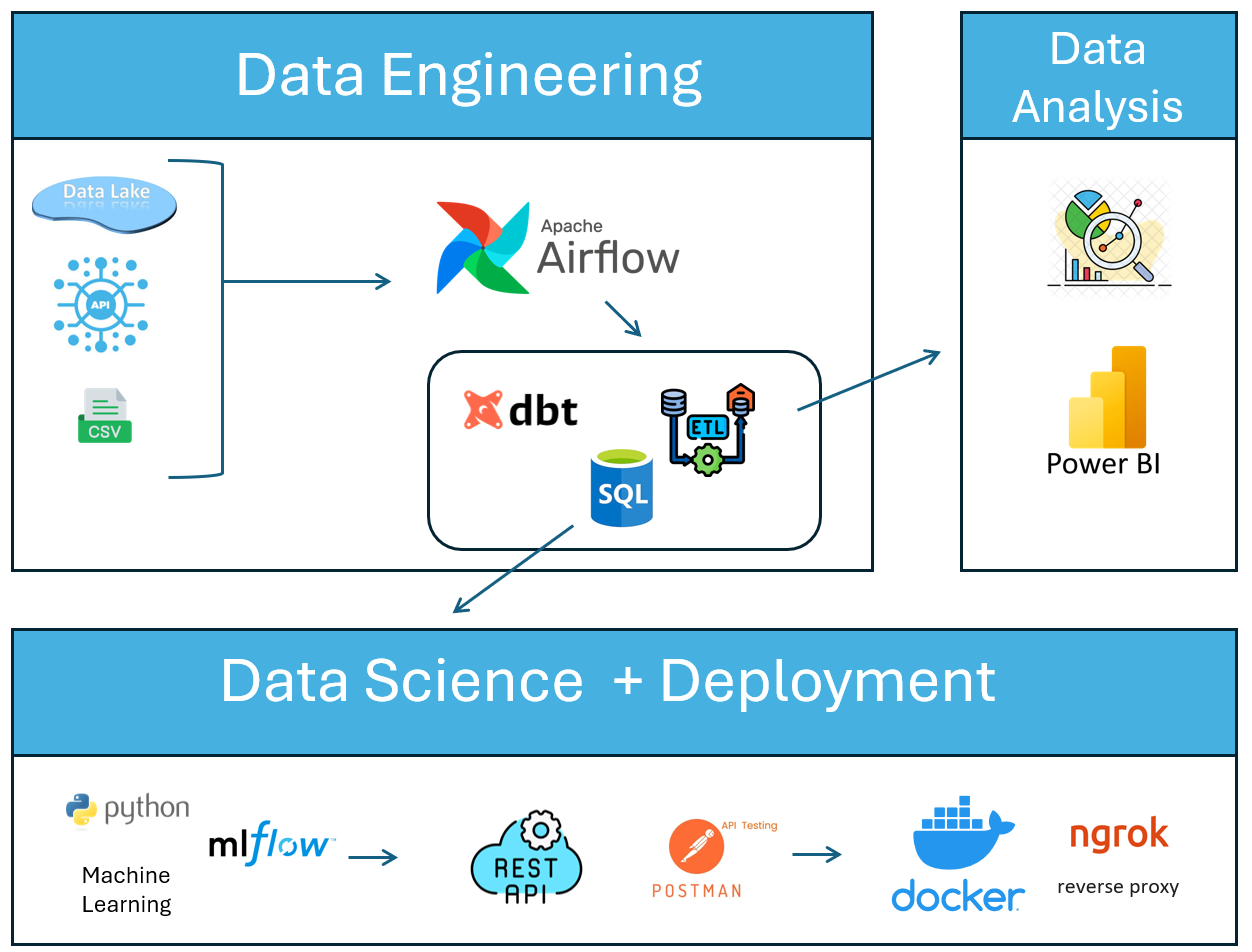 Data Engineering
Data
Analysis
Data Lake
API
CSV
Apache
Airflow
dbt
ETL
SQL
Power BI
Data Science + Deployment
python
Machine
Learning
mlflow™
REST
API
API Testing
POSTMAN
docker
ngrok
reverse proxy